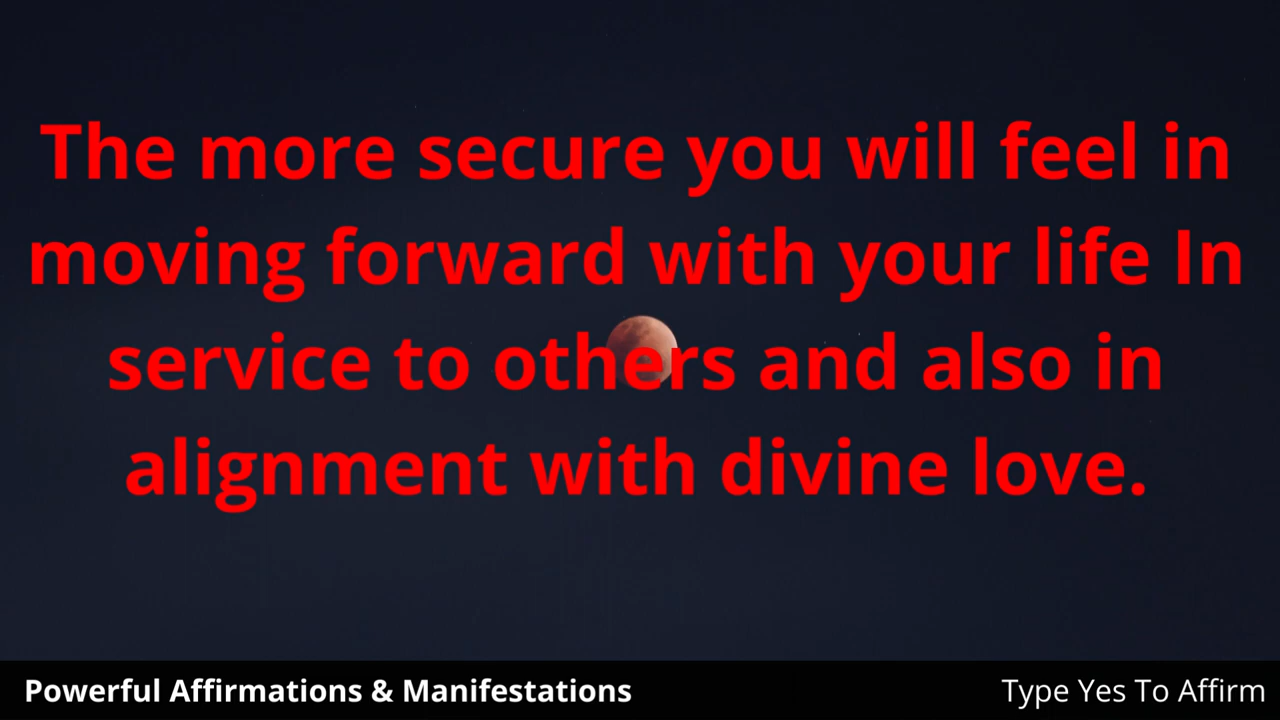 The more secure you will feel in
moving forward with your life In
service to others and also in
alignment with divine love.
Powerful Affirmations & Manifestations
Type Yes To Affirm